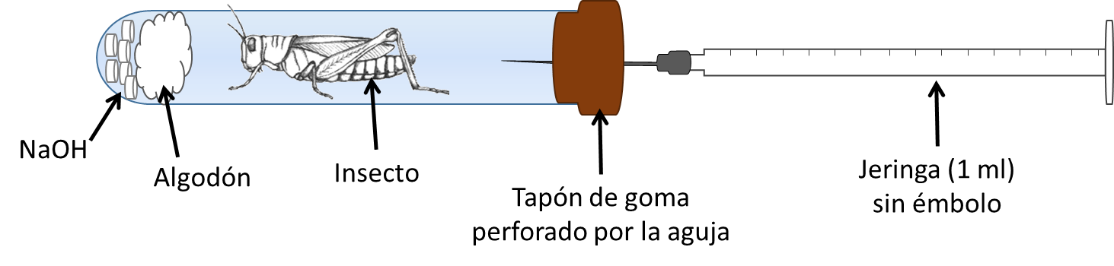 NaOH
Algodón
Insecto
Tapón de goma
perforado por la aguja
Jeringa (1 ml)
sin émbolo